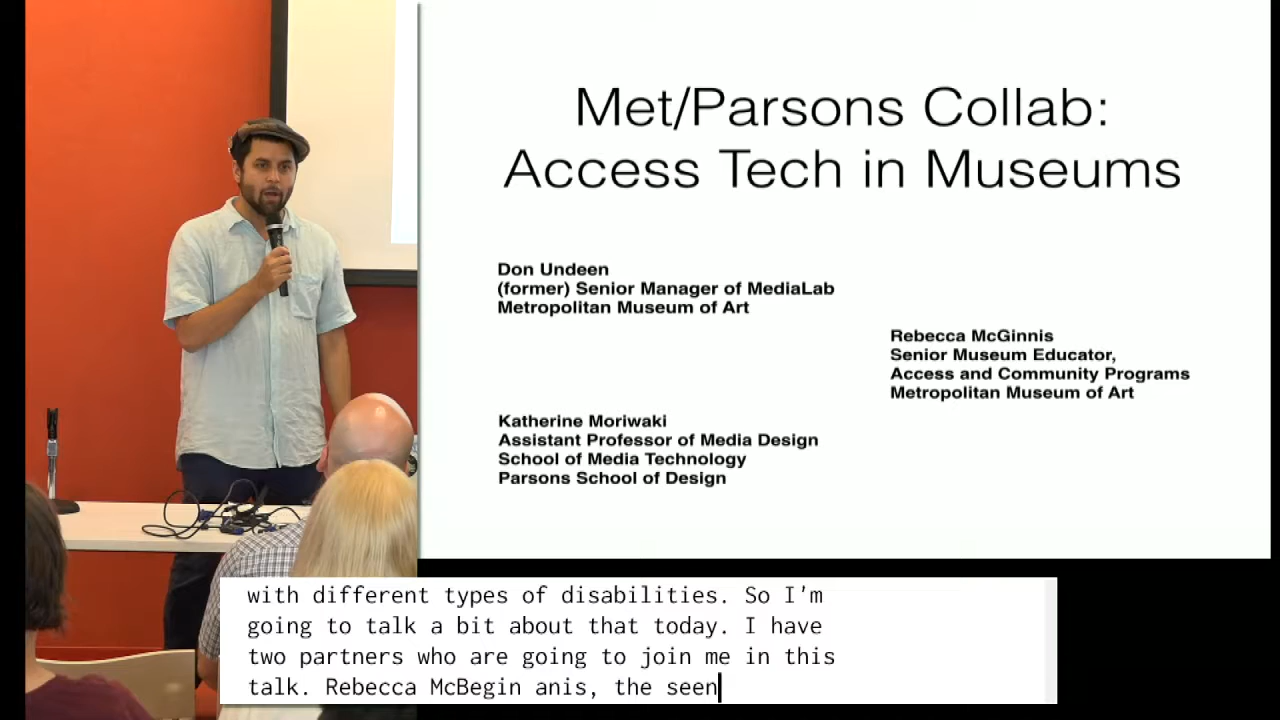 Met/Parsons Collab:
Access Tech in Museums
Don Undeen
(former) Senior Manager of MediaLab
Metropolitan Museum of Art
Rebecca McGinnis
Senior Museum Educator,
Access and Community Programs
Metropolitan Museum of Art
Katherine Moriwaki
Assistant Professor of Media Design
School of Media Technology
Parsons School of Design
with different types of disabilities. So I'm
going to talk a bit about that today. I have
two partners who are going to join me in this
talk. Rebecca McBegin anis, the seen